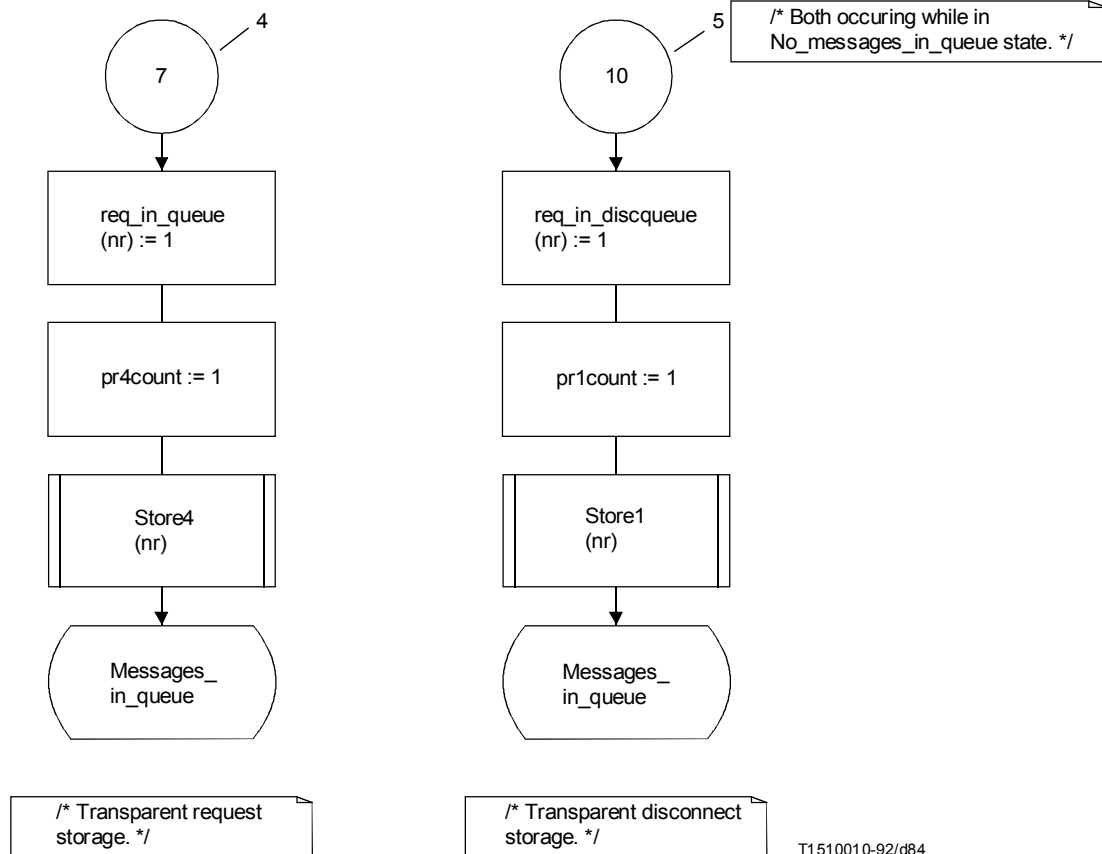 4
7
req_in_queue
(nr) := 1
pr4count := 1
Store4
(nr)
Messages_
in_queue
/* Transparent request
storage. */
5
10
/* Both occuring while in
No_messages_in_queue state. */
req_in_discqueue
(nr) := 1
pr1count := 1
Store1
(nr)
Messages_
in_queue
/* Transparent disconnect
storage. */
T1510010-92/d84